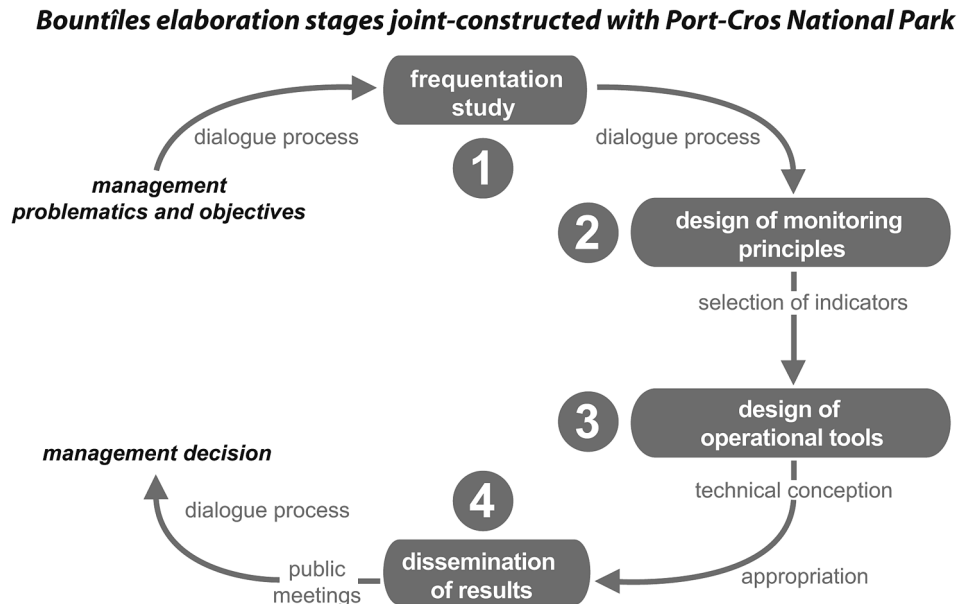 Bountîles elaboration stages joint-constructed with Port-Cros National Park
frequentation
study
dialogue process
dialogue process
1
management
problematics and objectives
2
design of monitoring
principles
selection of indicators
3
design of
operational tools
management decision
technical conception
4
dialogue process
dissemination
of results
public
meetings
appropriation